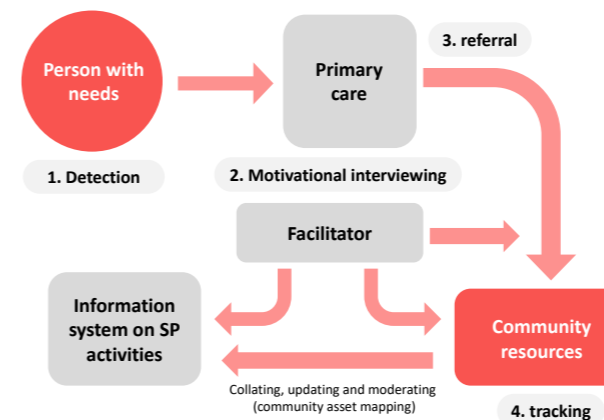 3. referral
Person with
needs
Primary
care
1. Detection
2. Motivational interviewing
Facilitator
Information
system on SP
activities
Community
resources
Collating, updating and moderating
(community asset mapping)
4. tracking